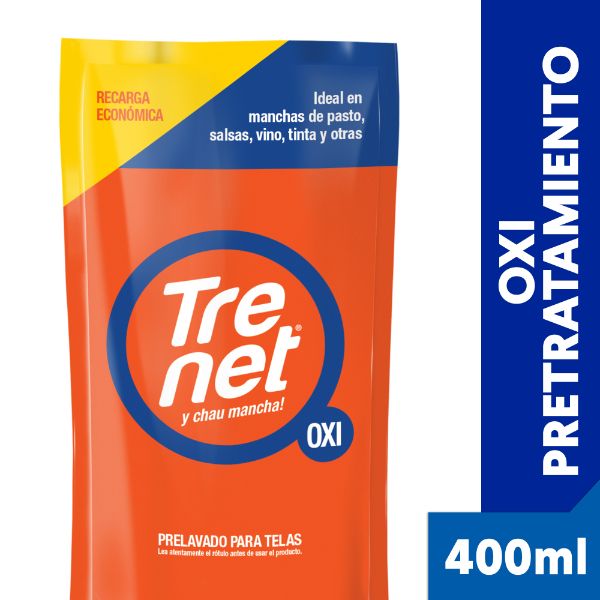 RECARGA
ECONÓMICA
Ideal en
manchas de pasto,
salsas, vino, tinta y otras
Tre
net®
y chau mancha!
OXI
PRELAVADO PARA TELAS
Lea atentamente el rótulo antes de usar el producto.
OXI
PRETRATAMIENTO
400ml